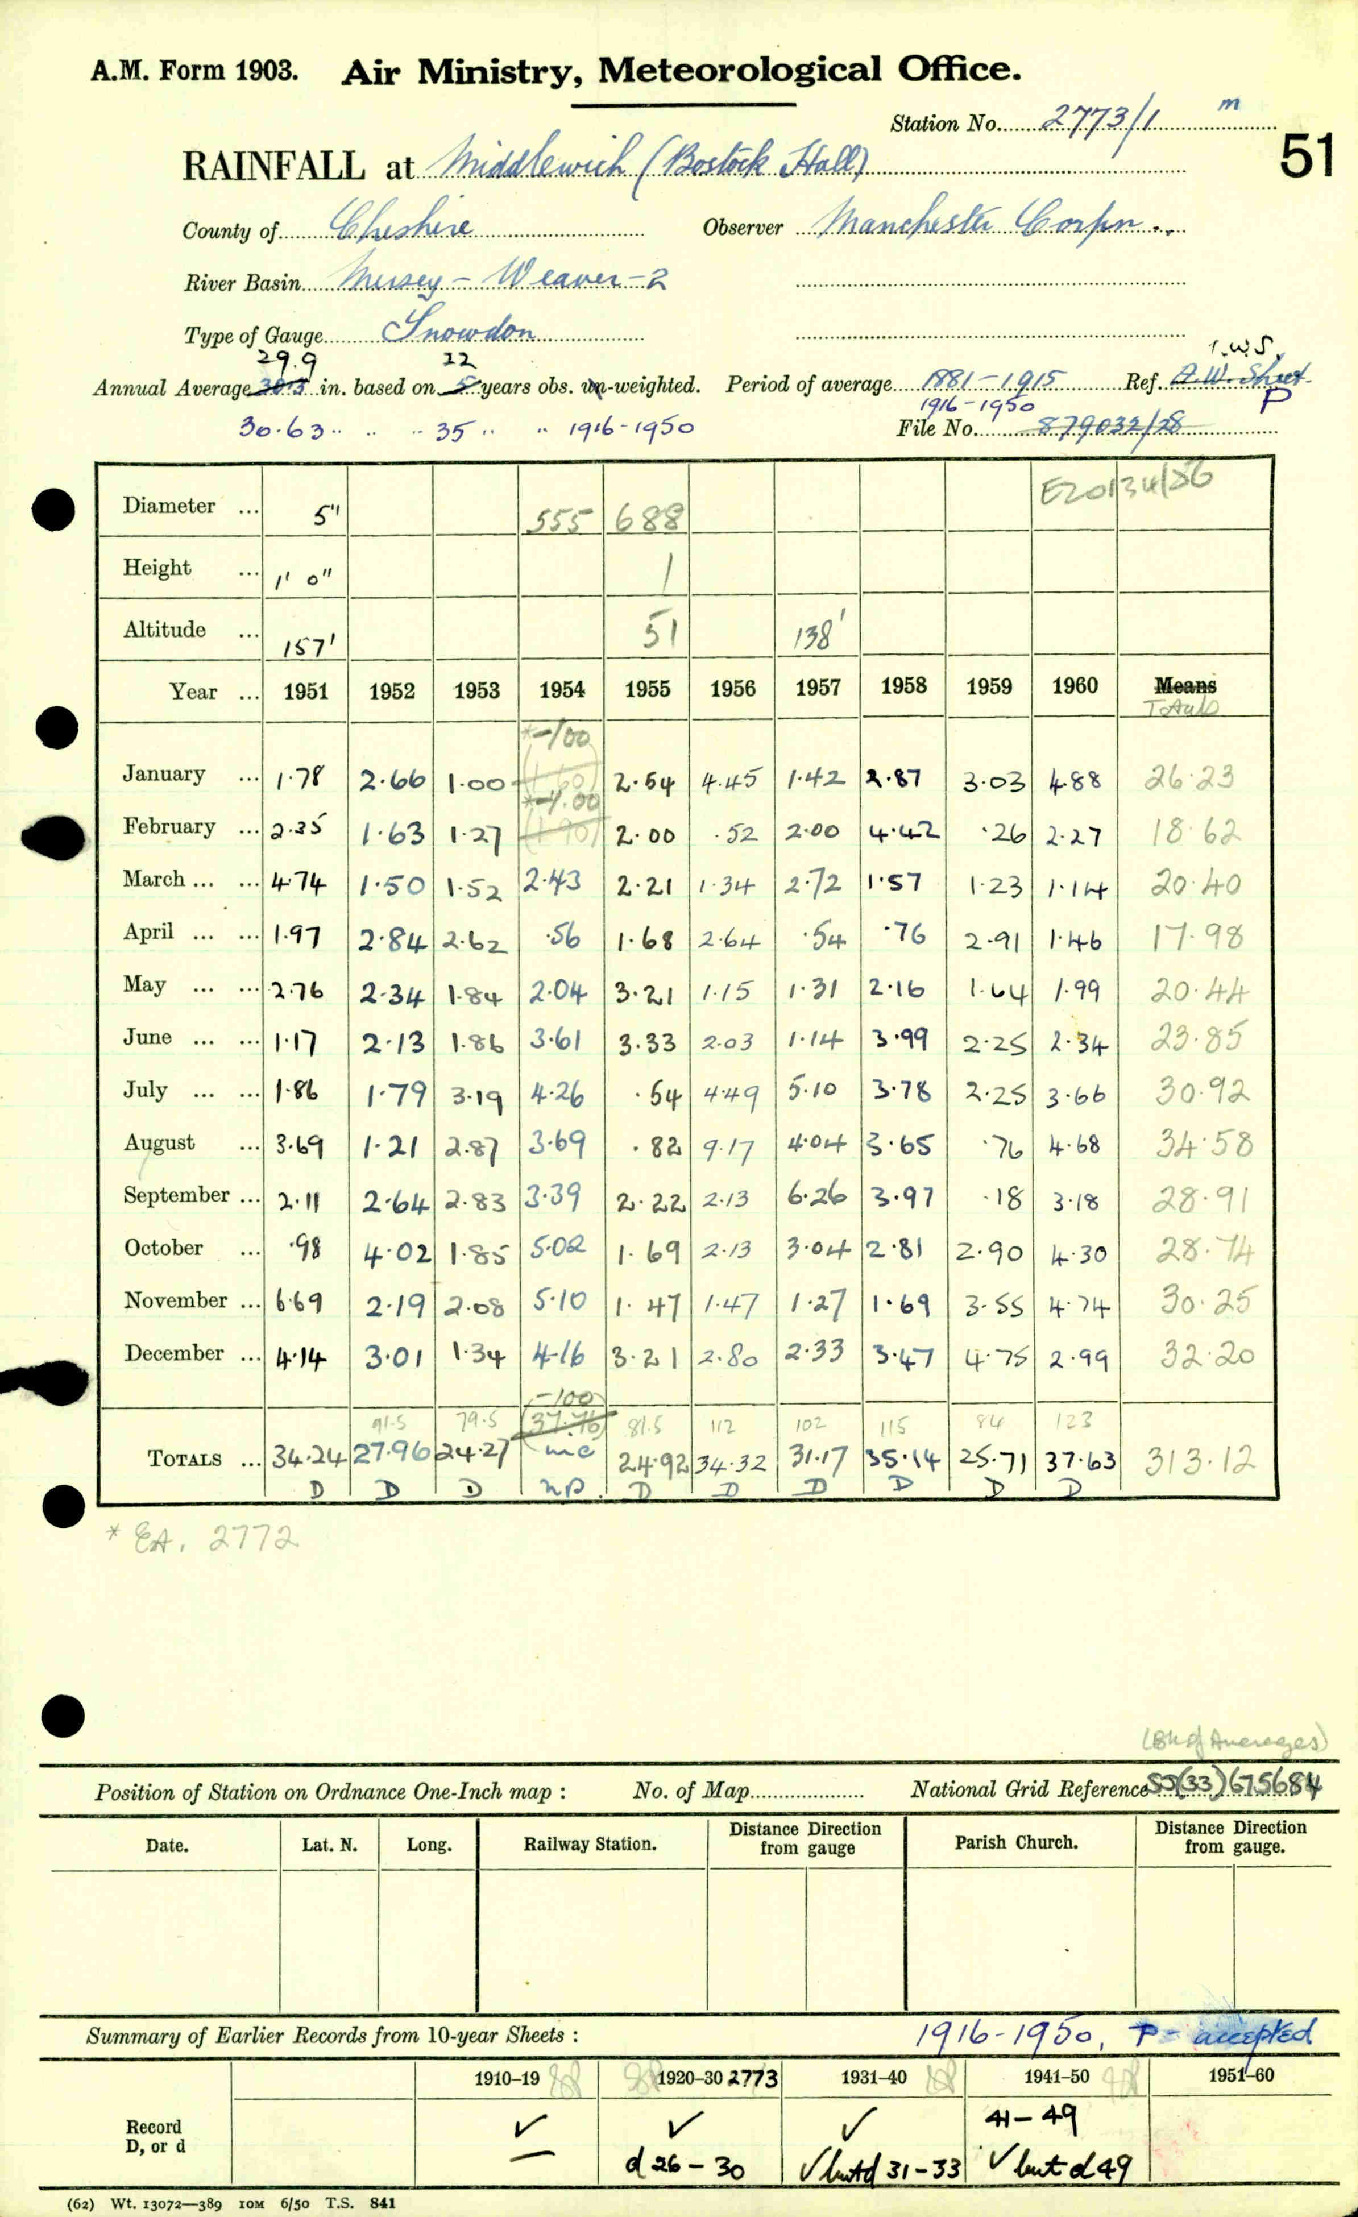 A.M. Form 1903. Air Ministry, Meteorological Office.
Station No. 2773/1 m
51
RAINFALL at Middlewich (Bostock Hall)
County of Cheshire Observer Manchester Corpn.
River Basin Mersey - Weaver - 2
Type of Gauge Snowdon
29.9 22 I.W.S.
Annual Average 30.3 in. based on 5 years obs. un-weighted. Period of average 1881-1915 Ref. A.W. Sheet
1916-1950 P
30.63 " " " 35 " " 1916-1950 File No. 879032/28
Diameter ... 5" 555 688 E20134/56
Height ... 1' 0" 1
Altitude ... 157' 51 138'
Year ... 1951 1952 1953 1954 1955 1956 1957 1958 1959 1960 Means
Totals
*-100
January ... 1.78 2.66 1.00 (1.60) 2.54 4.45 1.42 2.87 3.03 4.88 26.23
*-1.00
February ... 2.35 1.63 1.27 (1.90) 2.00 .52 2.00 4.42 .26 2.27 18.62
March ... ... 4.74 1.50 1.52 2.43 2.21 1.34 2.72 1.57 1.23 1.14 20.40
April ... ... 1.97 2.84 2.62 .56 1.68 2.64 .54 .76 2.91 1.46 17.98
May ... ... 2.76 2.34 1.84 2.04 3.21 1.15 1.31 2.16 1.64 1.99 20.44
June ... ... 1.17 2.13 1.86 3.61 3.33 2.03 1.14 3.99 2.25 2.34 23.85
July ... ... 1.86 1.79 3.19 4.26 .54 4.49 5.10 3.78 2.25 3.66 30.92
August ... 3.69 1.21 2.87 3.69 .82 9.17 4.04 3.65 .76 4.68 34.58
September ... 2.11 2.64 2.83 3.39 2.22 2.13 6.26 3.97 .18 3.18 28.91
October ... .98 4.02 1.85 5.02 1.69 2.13 3.04 2.81 2.90 4.30 28.74
November ... 6.69 2.19 2.08 5.10 1.47 1.47 1.27 1.69 3.55 4.74 30.25
December ... 4.14 3.01 1.34 4.16 3.21 2.80 2.33 3.47 4.75 2.99 32.20
-100
91.5 79.5 (37.76) 81.5 112 102 115 84 123
TOTALS ... 34.24 27.96 24.27 inc 24.92 34.32 31.17 35.14 25.71 37.63 313.12
D D D np. D D D D D D
* EA. 2772
(Bk of Averages)
Position of Station on Ordnance One-Inch map : No. of Map National Grid Reference SJ(33)675684
Date. Lat. N. Long. Railway Station. Distance Direction from gauge Parish Church. Distance Direction from gauge.
Summary of Earlier Records from 10-year Sheets : 1916-1950, P - accepted
1910-19 1920-30 2773 1931-40 1941-50 1951-60
Record D, or d ✓ ✓ ✓ 41-49
— d 26-30 ✓ but d 31-33 ✓ but d 49
(62) Wt. 13072—389 10M 6/50 T.S. 841